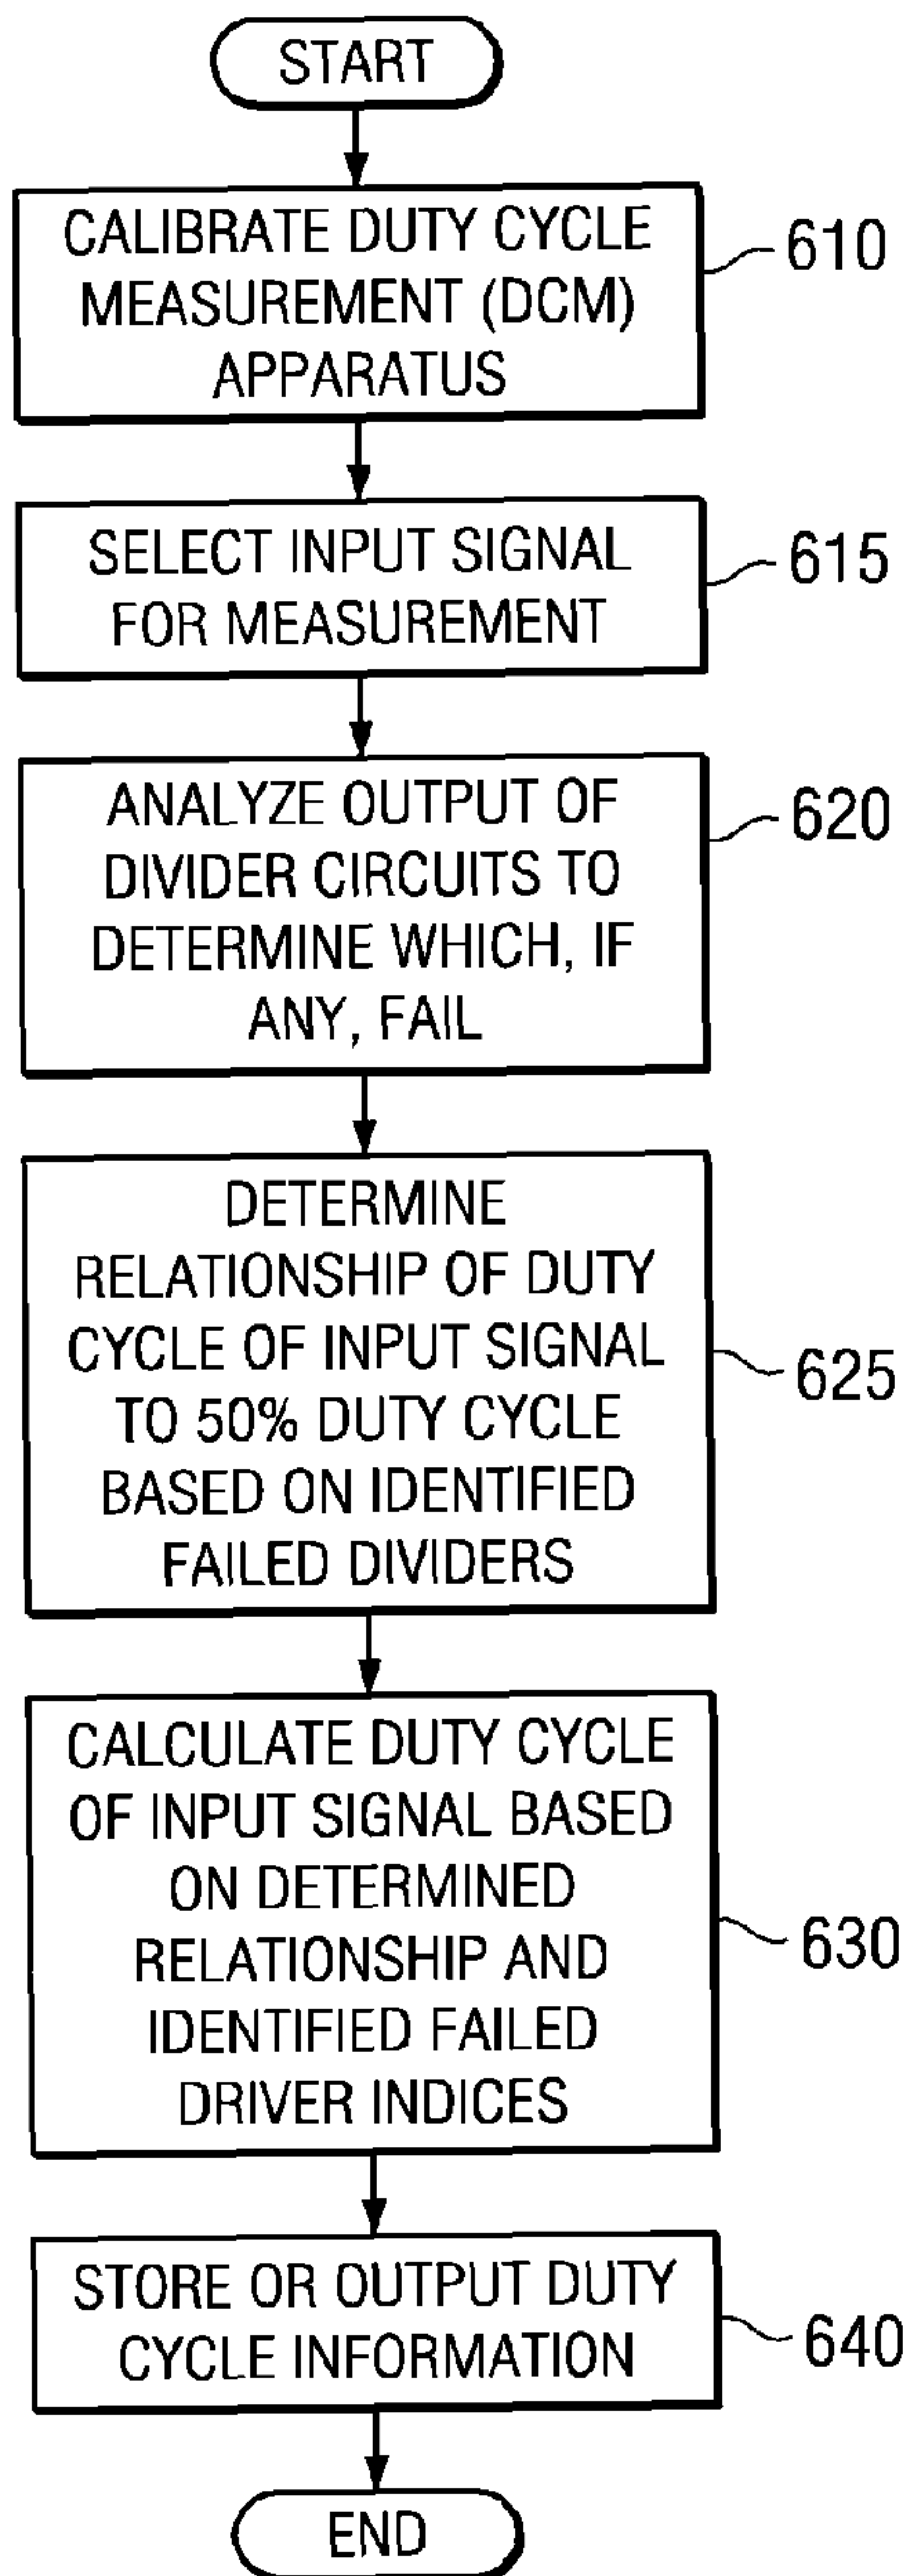 START
CALIBRATE DUTY CYCLE
MEASUREMENT (DCM)
APPARATUS
610
SELECT INPUT SIGNAL
FOR MEASUREMENT
615
ANALYZE OUTPUT OF
DIVIDER CIRCUITS TO
DETERMINE WHICH, IF
ANY, FAIL
620
DETERMINE
RELATIONSHIP OF DUTY
CYCLE OF INPUT SIGNAL
TO 50% DUTY CYCLE
BASED ON IDENTIFIED
FAILED DIVIDERS
625
CALCULATE DUTY CYCLE
OF INPUT SIGNAL BASED
ON DETERMINED
RELATIONSHIP AND
IDENTIFIED FAILED
DRIVER INDICES
630
STORE OR OUTPUT DUTY
CYCLE INFORMATION
640
END